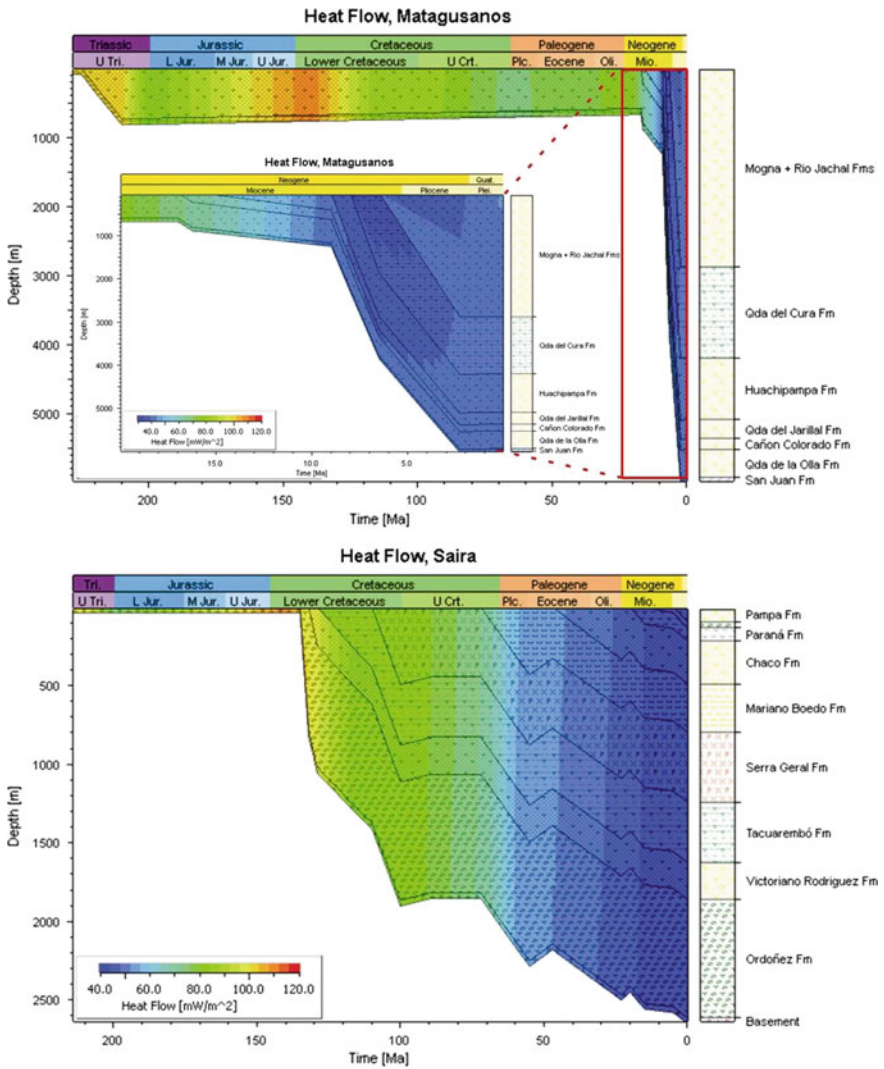 Heat Flow, Matagusanos
Triassic Jurassic Cretaceous Paleogene Neogene
U Tri. L Jur. M Jur. U Jur. Lower Cretaceous U Crt. Plc. Eocene Oli. Mio.
Depth [m]
1000
2000
3000
4000
5000
200 150 100 50 0
Time [Ma]
Mogna + Rio Jachal Fms
Qda del Cura Fm
Huachipampa Fm
Qda del Jarillal Fm
Cañon Colorado Fm
Qda de la Olla Fm
San Juan Fm
Heat Flow, Matagusanos
Neogene Quat.
Miocene Pliocene Plei.
Depth [m]
1000
2000
3000
4000
5000
15.0 10.0 5.0
Time [Ma]
40.0 60.0 80.0 100.0 120.0
Heat Flow [mW/m^2]
Mogna + Rio Jachal Fms
Qda del Cura Fm
Huachipampa Fm
Qda del Jarillal Fm
Cañon Colorado Fm
Qda de la Olla Fm
San Juan Fm
Heat Flow, Saira
Tri. Jurassic Cretaceous Paleogene Neogene
U Tri. L Jur. M Jur. U Jur. Lower Cretaceous U Crt. Plc. Eocene Oli. Mio.
Depth [m]
500
1000
1500
2000
2500
200 150 100 50 0
Time [Ma]
40.0 60.0 80.0 100.0 120.0
Heat Flow [mW/m^2]
Pampa Fm
Paraná Fm
Chaco Fm
Mariano Boedo Fm
Serra Geral Fm
Tacuarembó Fm
Victoriano Rodriguez Fm
Ordoñez Fm
Basement